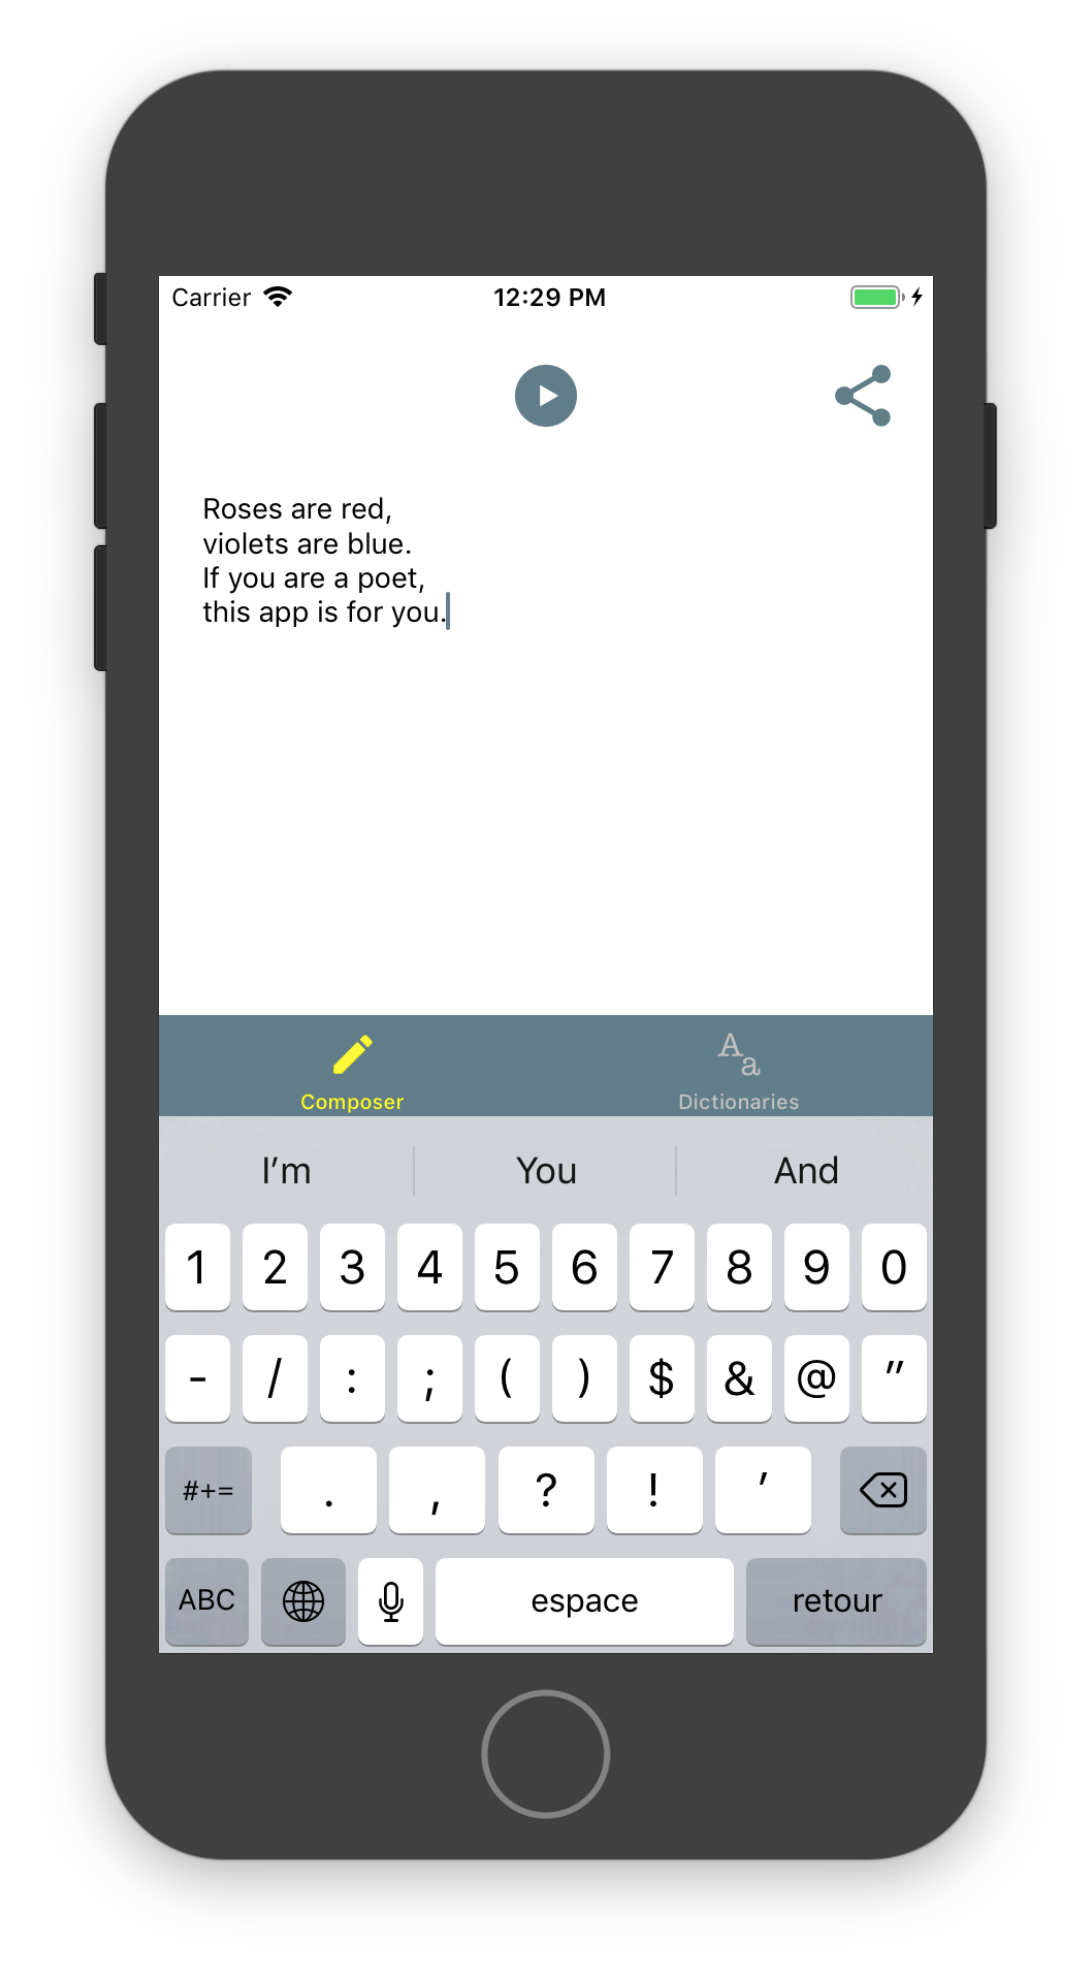 Carrier 12:29 PM
Roses are red,
violets are blue.
If you are a poet,
this app is for you.
A a
Composer Dictionaries
I’m You And
1 2 3 4 5 6 7 8 9 0
- / : ; ( ) $ & @ "
#+= . , ? ! ’
ABC espace retour